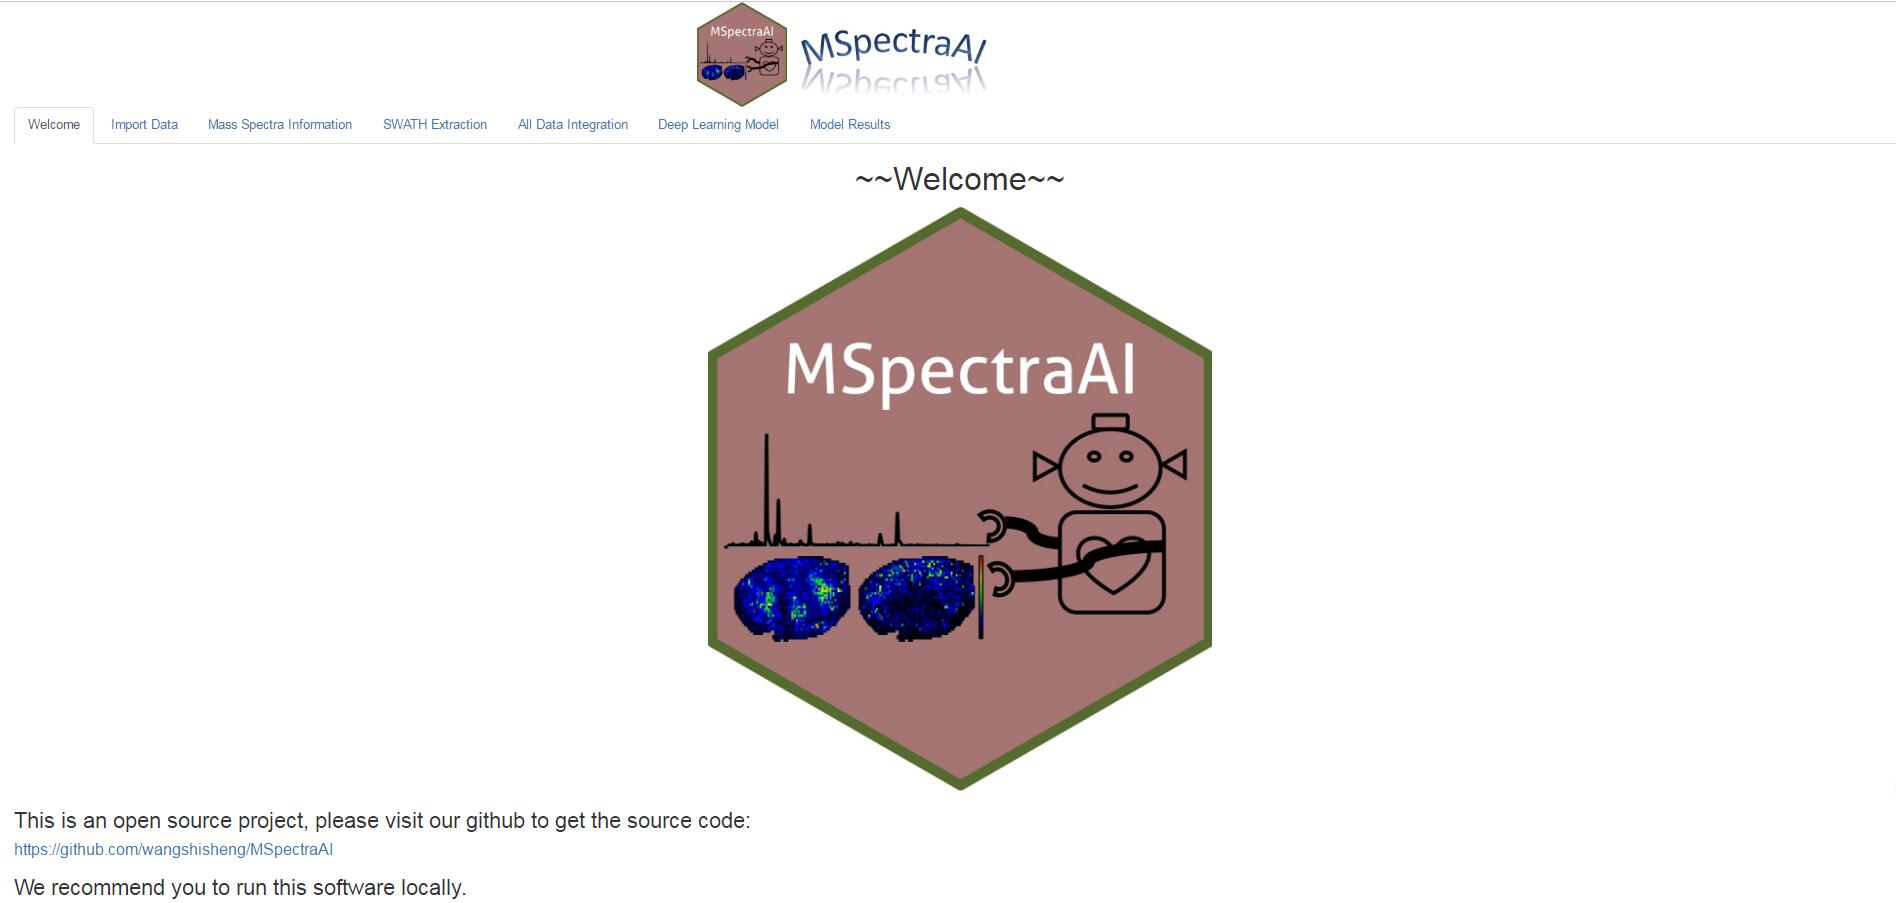 MSpectraAI
MSpectraAI
Welcome Import Data Mass Spectra Information SWATH Extraction All Data Integration Deep Learning Model Model Results
~~Welcome~~
MSpectraAI
This is an open source project, please visit our github to get the source code:
https://github.com/wangshisheng/MSpectraAI
We recommend you to run this software locally.